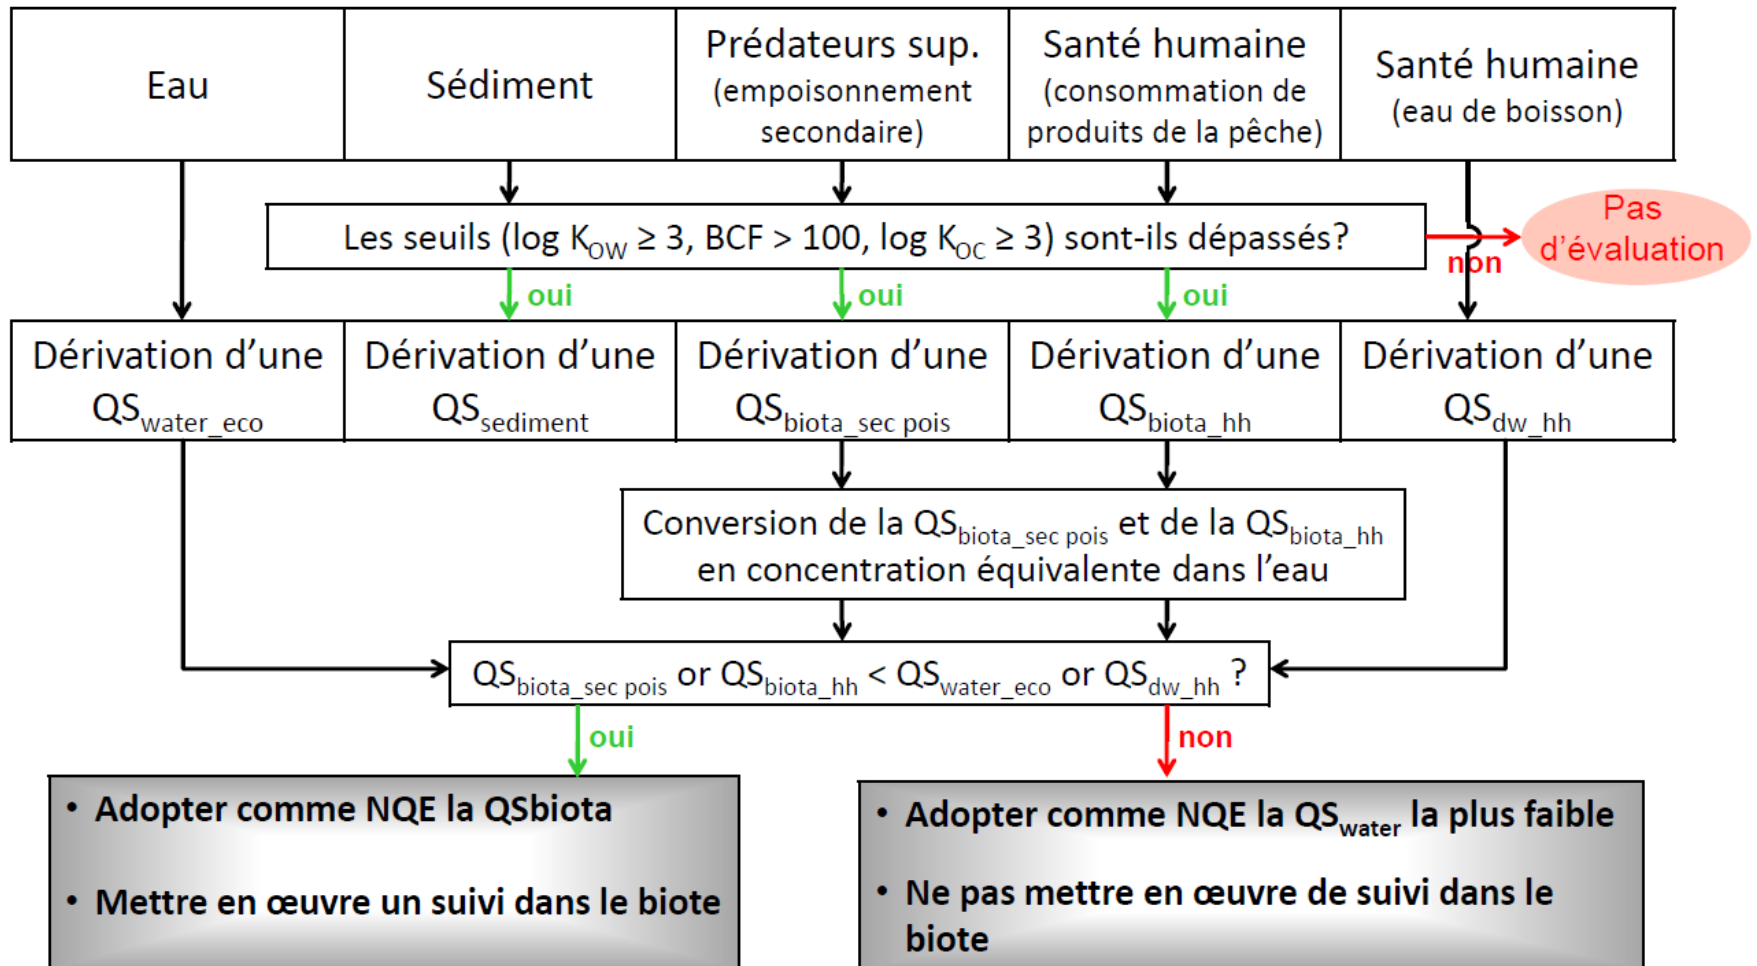 Eau
Sédiment
Prédateurs sup.
(empoisonnement
secondaire)
Santé humaine
(consommation de
produits de la pêche)
Santé humaine
(eau de boisson)
Les seuils (log KOW ≥ 3, BCF > 100, log KOC ≥ 3) sont-ils dépassés?
non
Pas
d’évaluation
oui
oui
oui
Dérivation d’une
QSwater_eco
Dérivation d’une
QSsediment
Dérivation d’une
QSbiota_sec pois
Dérivation d’une
QSbiota_hh
Dérivation d’une
QSdw_hh
Conversion de la QSbiota_sec pois et de la QSbiota_hh
en concentration équivalente dans l’eau
QSbiota_sec pois or QSbiota_hh < QSwater_eco or QSdw_hh ?
oui
non
• Adopter comme NQE la QSbiota
• Mettre en œuvre un suivi dans le biote
• Adopter comme NQE la QSwater la plus faible
• Ne pas mettre en œuvre de suivi dans le
biote